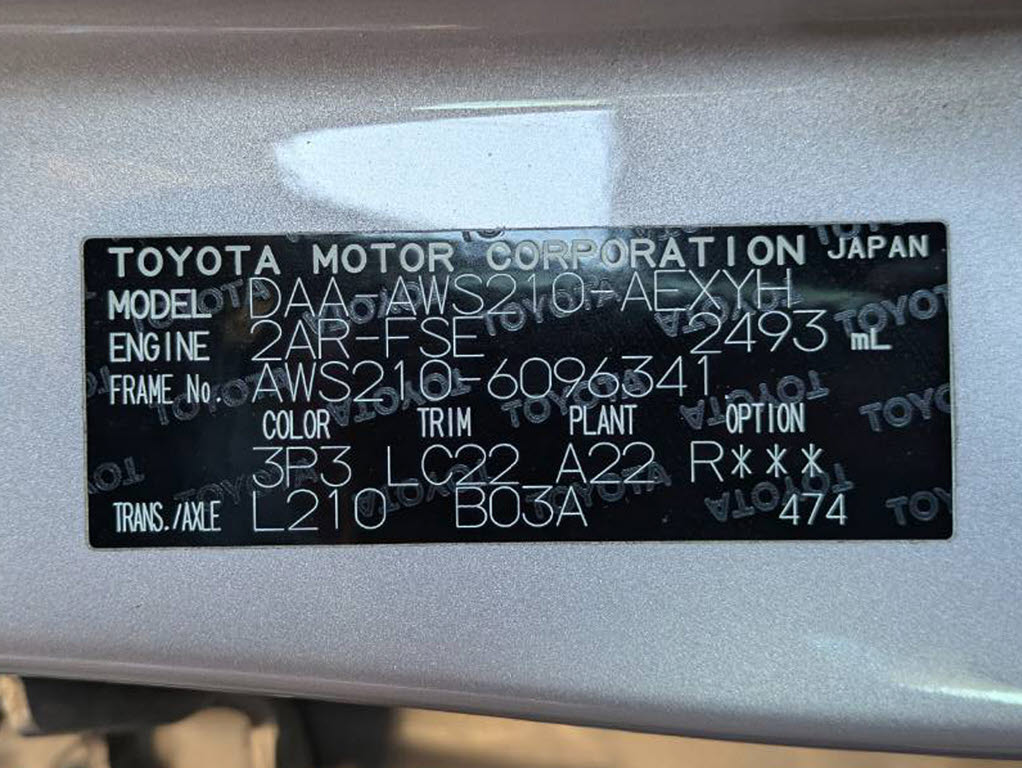 TOYOTA MOTOR CORPORATION JAPAN
MODEL DAA-AWS210-AEXYH
ENGINE 2AR-FSE 2493 mL
FRAME No. AWS210-6096341
COLOR TRIM PLANT OPTION
3P3 LC22 A22 R***
TRANS./AXLE L210 B03A 474